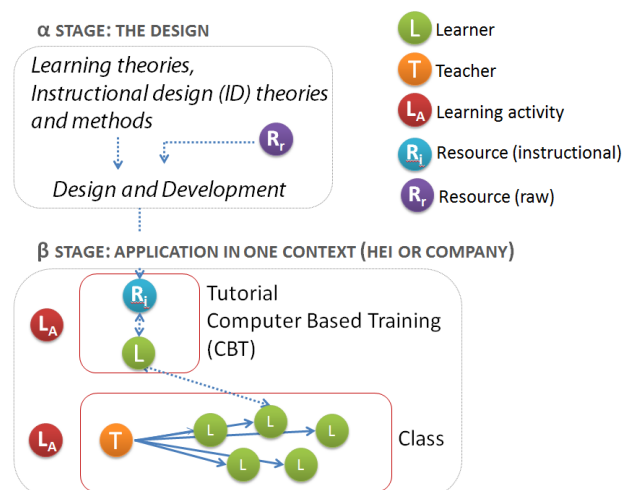 α STAGE: THE DESIGN
Learning theories,
Instructional design (ID) theories
and methods
Rr
Design and Development
L Learner
T Teacher
LA Learning activity
Ri Resource (instructional)
Rr Resource (raw)
β STAGE: APPLICATION IN ONE CONTEXT (HEI OR COMPANY)
Ri
Tutorial
Computer Based Training
(CBT)
LA
L
LA
T
L
L
L
L
L
Class